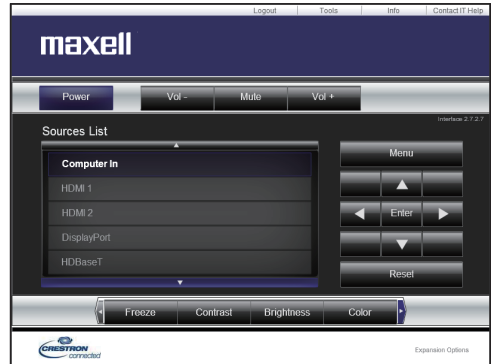 Logout Tools Info Contact IT Help
maxell
Power Vol - Mute Vol +
Interface 2.7.2.7
Sources List
Computer In
HDMI 1
HDMI 2
DisplayPort
HDBaseT
Menu
Enter
Reset
Freeze Contrast Brightness Color
CRESTRON
connected
Expansion Options